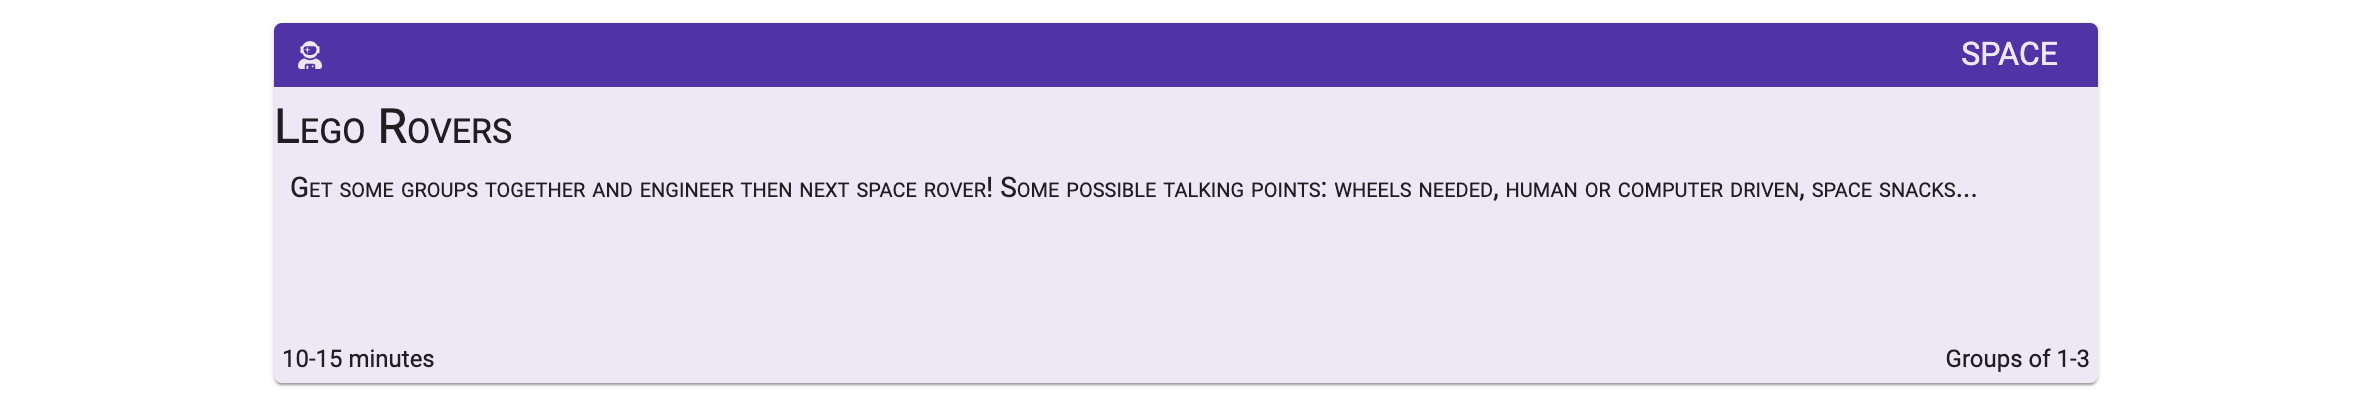 SPACE
Lego Rovers
Get some groups together and engineer then next space rover! Some possible talking points: wheels needed, human or computer driven, space snacks...
10-15 minutes
Groups of 1-3